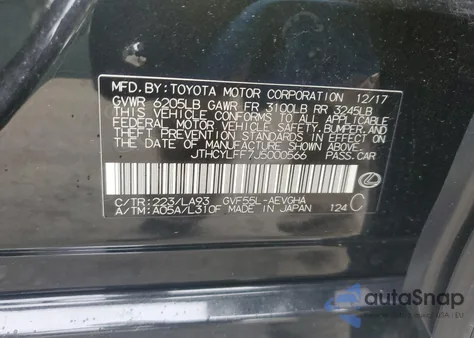 MFD. BY: TOYOTA MOTOR CORPORATION 12/17
GVWR 6205LB GAWR FR 3100LB RR 3245LB
THIS VEHICLE CONFORMS TO ALL APPLICABLE
FEDERAL MOTOR VEHICLE SAFETY, BUMPER, AND
THEFT PREVENTION STANDARDS IN EFFECT ON
THE DATE OF MANUFACTURE SHOWN ABOVE.
JTHCYLFF7J5000566 PASS. CAR
C/TR: 223/LA93 GVF55L-AEVGHA
A/TM: A05A/L310F MADE IN JAPAN 124 C
autoSnap